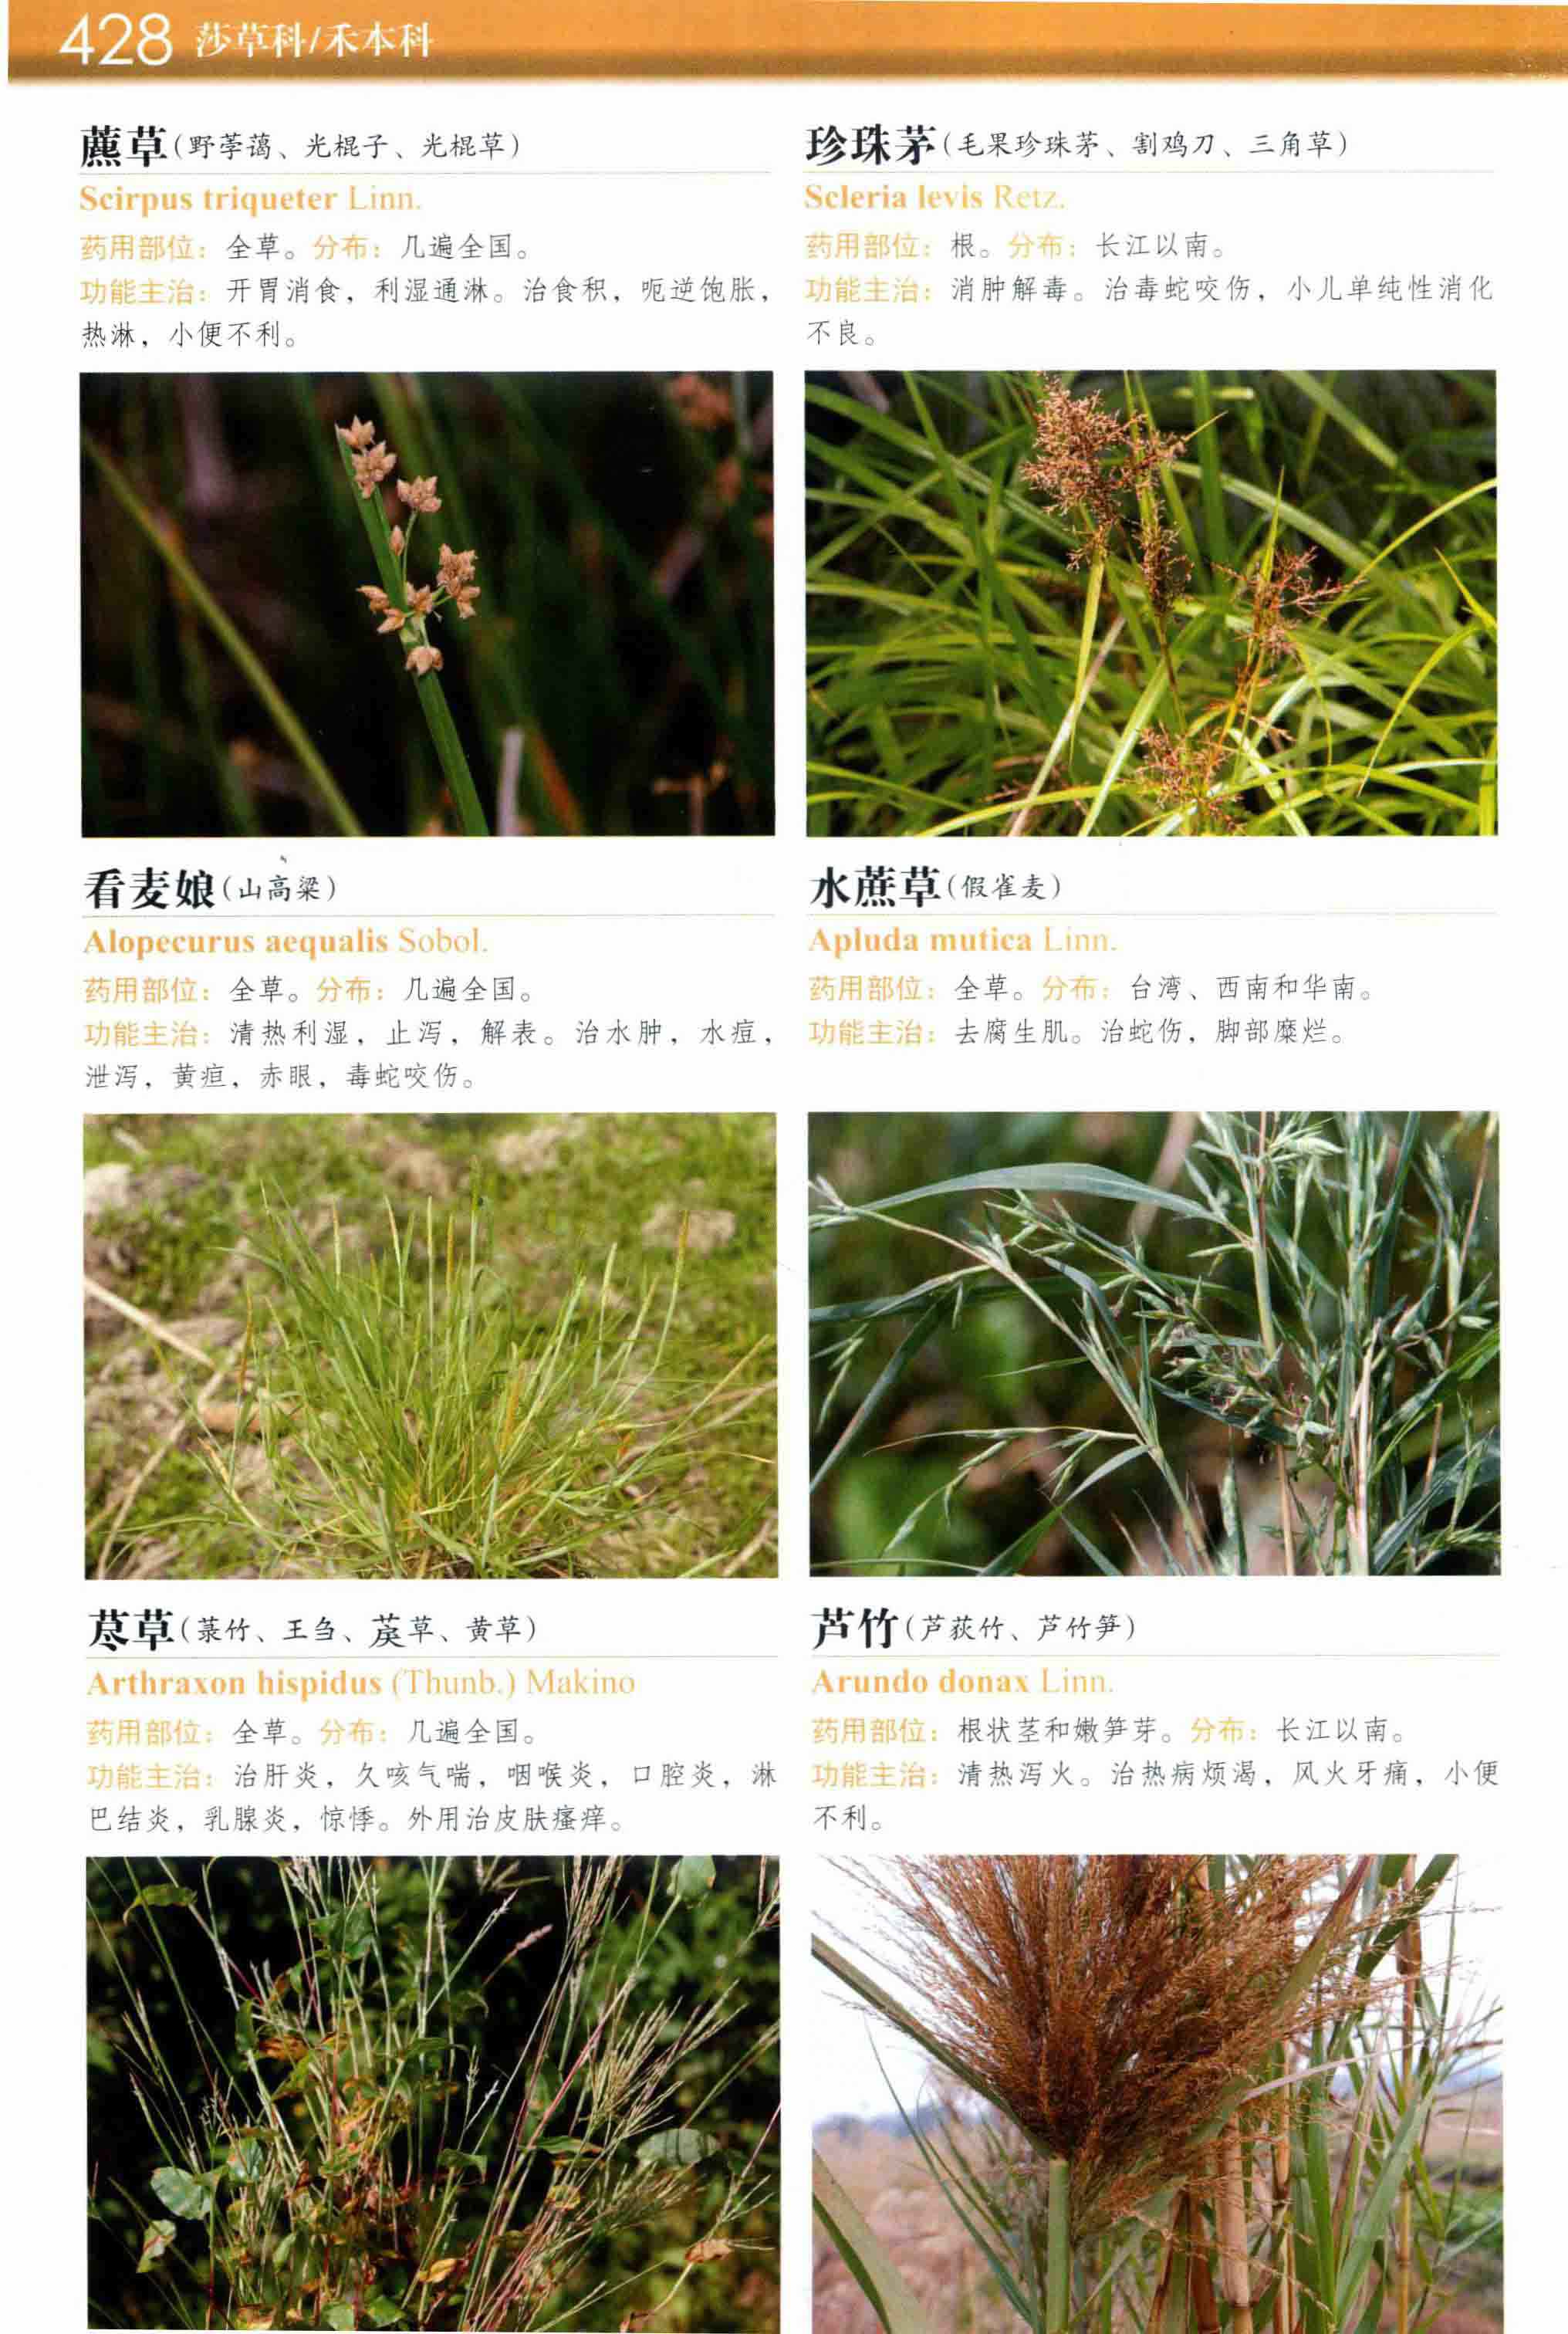 428 莎草科/禾本科
藨草(野荸蔼、光棍子、光棍草)
Scirpus triqueter Linn.
药用部位：全草。分布：几遍全国。
功能主治：开胃消食，利湿通淋。治食积，呃逆饱胀，
热淋，小便不利。
珍珠茅(毛果珍珠茅、割鸡刀、三角草)
Scleria levis Retz.
药用部位：根。分布：长江以南。
功能主治：消肿解毒。治毒蛇咬伤，小儿单纯性消化
不良。
看麦娘(山高粱)
Alopecurus aequalis Sobol.
药用部位：全草。分布：几遍全国。
功能主治：清热利湿，止泻，解表。治水肿，水痘，
泄泻，黄疸，赤眼，毒蛇咬伤。
水蔗草(假雀麦)
Apluda mutica Linn.
药用部位：全草。分布：台湾、西南和华南。
功能主治：去腐生肌。治蛇伤，脚部糜烂。
荩草(菉竹、王刍、菮草、黄草)
Arthraxon hispidus (Thunb.) Makino
药用部位：全草。分布：几遍全国。
功能主治：治肝炎，久咳气喘，咽喉炎，口腔炎，淋
巴结炎，乳腺炎，惊悸。外用治皮肤瘙痒。
芦竹(芦荻竹、芦竹笋)
Arundo donax Linn.
药用部位：根状茎和嫩笋芽。分布：长江以南。
功能主治：清热泻火。治热病烦渴，风火牙痛，小便
不利。